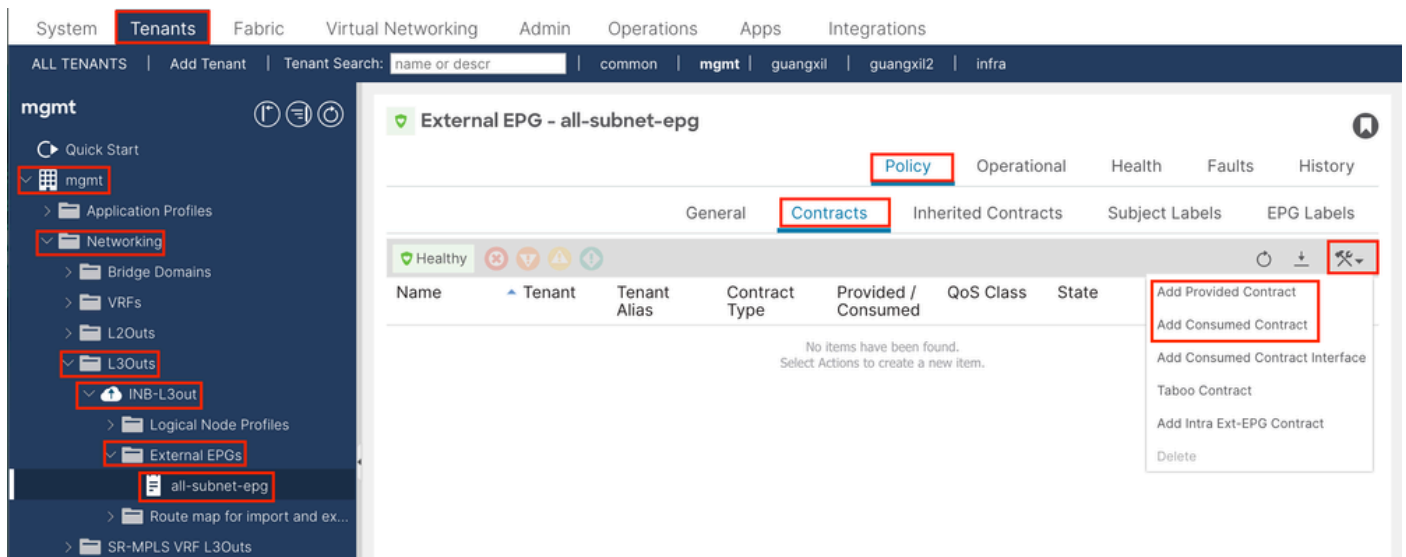 System Tenants Fabric Virtual Networking Admin Operations Apps Integrations
ALL TENANTS | Add Tenant | Tenant Search: name or descr | common | mgmt | guangxil | guangxil2 | infra
mgmt
Quick Start
mgmt
Application Profiles
Networking
Bridge Domains
VRFs
L2Outs
L3Outs
INB-L3out
Logical Node Profiles
External EPGs
all-subnet-epg
Route map for import and ex...
SR-MPLS VRF L3Outs
External EPG - all-subnet-epg
Policy Operational Health Faults History
General Contracts Inherited Contracts Subject Labels EPG Labels
Healthy
Name Tenant Tenant Alias Contract Type Provided / Consumed QoS Class State
No items have been found.
Select Actions to create a new item.
Add Provided Contract
Add Consumed Contract
Add Consumed Contract Interface
Taboo Contract
Add Intra Ext-EPG Contract
Delete